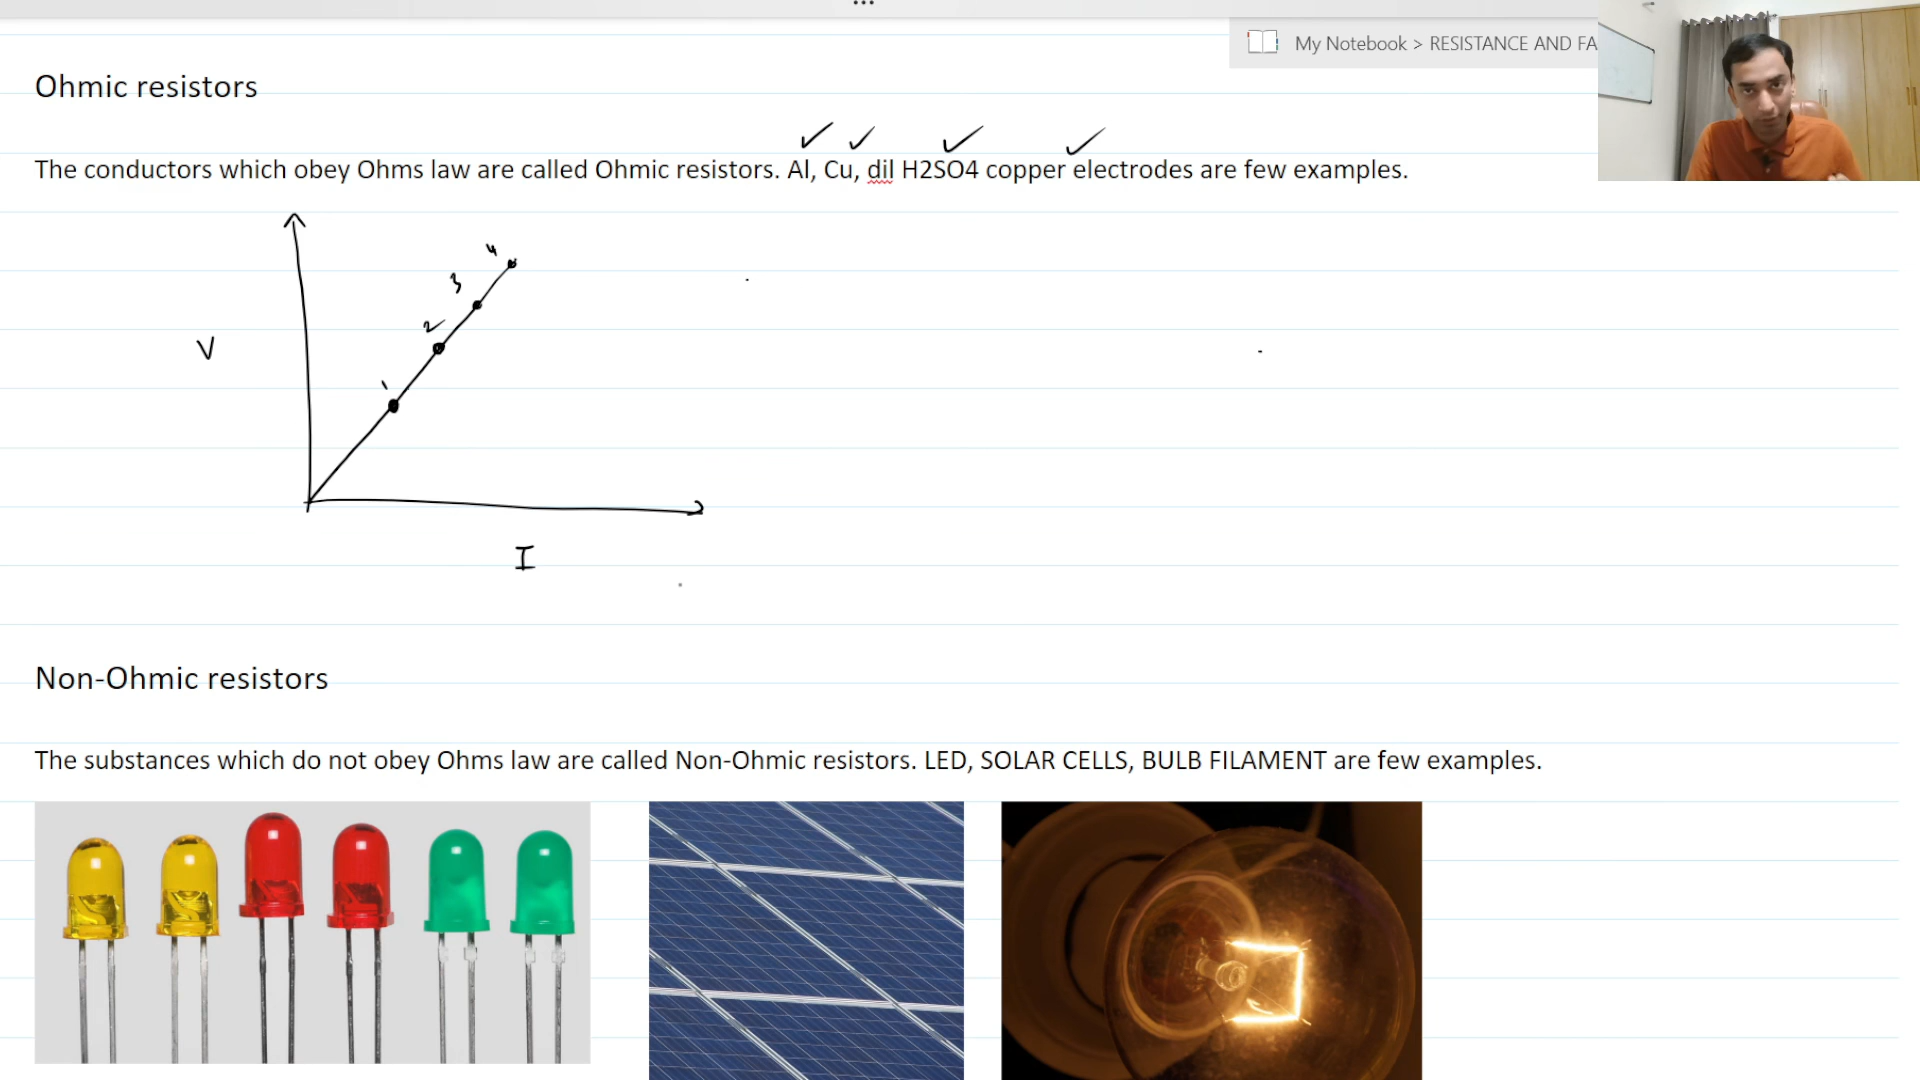 My Notebook > RESISTANCE AND FA
Ohmic resistors
The conductors which obey Ohms law are called Ohmic resistors. Al, Cu, dil H2SO4 copper electrodes are few examples.
4
3
2
1
V
I
Non-Ohmic resistors
The substances which do not obey Ohms law are called Non-Ohmic resistors. LED, SOLAR CELLS, BULB FILAMENT are few examples.